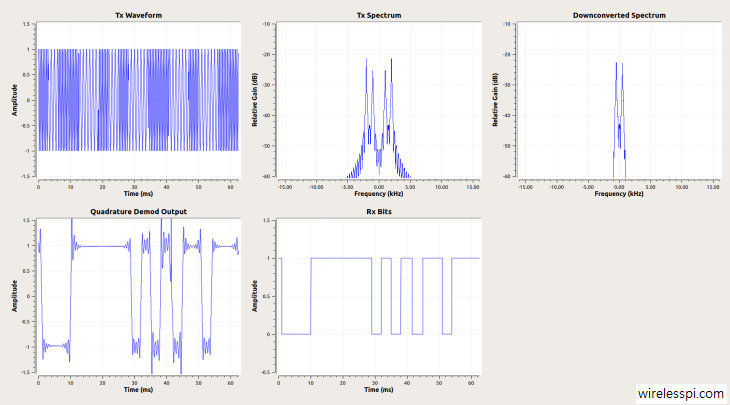 Tx Waveform
1.5
1
0.5
0
-0.5
-1
-1.5
Amplitude
0 10 20 30 40 50 60
Time (ms)
Tx Spectrum
-10
-20
-30
-40
-50
-60
Relative Gain (dB)
-15.00 -10.00 -5.00 0.00 5.00 10.00 15.00
Frequency (kHz)
Downconverted Spectrum
-10
-20
-30
-40
-50
-60
Relative Gain (dB)
-15.00 -10.00 -5.00 0.00 5.00 10.00 15.00
Frequency (kHz)
Quadrature Demod Output
1.5
1
0.5
0
-0.5
-1
-1.5
Amplitude
0 10 20 30 40 50 60
Time (ms)
Rx Bits
1.5
1
0.5
0
-0.5
Amplitude
0 10 20 30 40 50 60
Time (ms)
wirelesspi.com